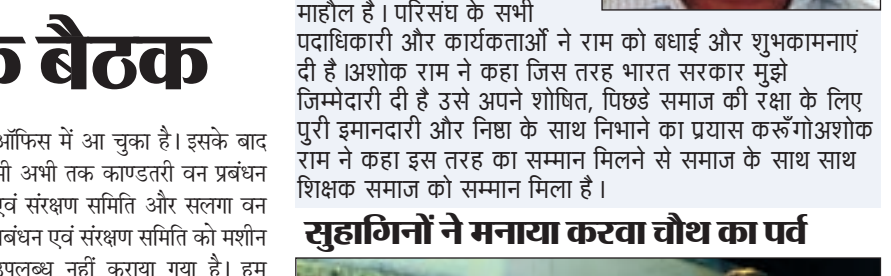 बैठक
ऑफिस में आ चुका है। इसके बाद
अभी तक काण्डतरी वन प्रबंधन
एवं संरक्षण समिति और सलगा वन
प्रबंधन एवं संरक्षण समिति को मशीन
उपलब्ध नहीं कराया गया है। हम
माहौल है। परिसंघ के सभी
पदाधिकारी और कार्यकर्ताओं ने राम को बधाई और शुभकामनाएं
दी है ।अशोक राम ने कहा जिस तरह भारत सरकार मुझे
जिम्मेदारी दी है उसे अपने शोषित, पिछडे समाज की रक्षा के लिए
पुरी इमानदारी और निष्ठा के साथ निभाने का प्रयास करूँगोअशोक
राम ने कहा इस तरह का सम्मान मिलने से समाज के साथ साथ
शिक्षक समाज को सम्मान मिला है।
सुहागिनों ने मनाया करवा चौथ का पर्व